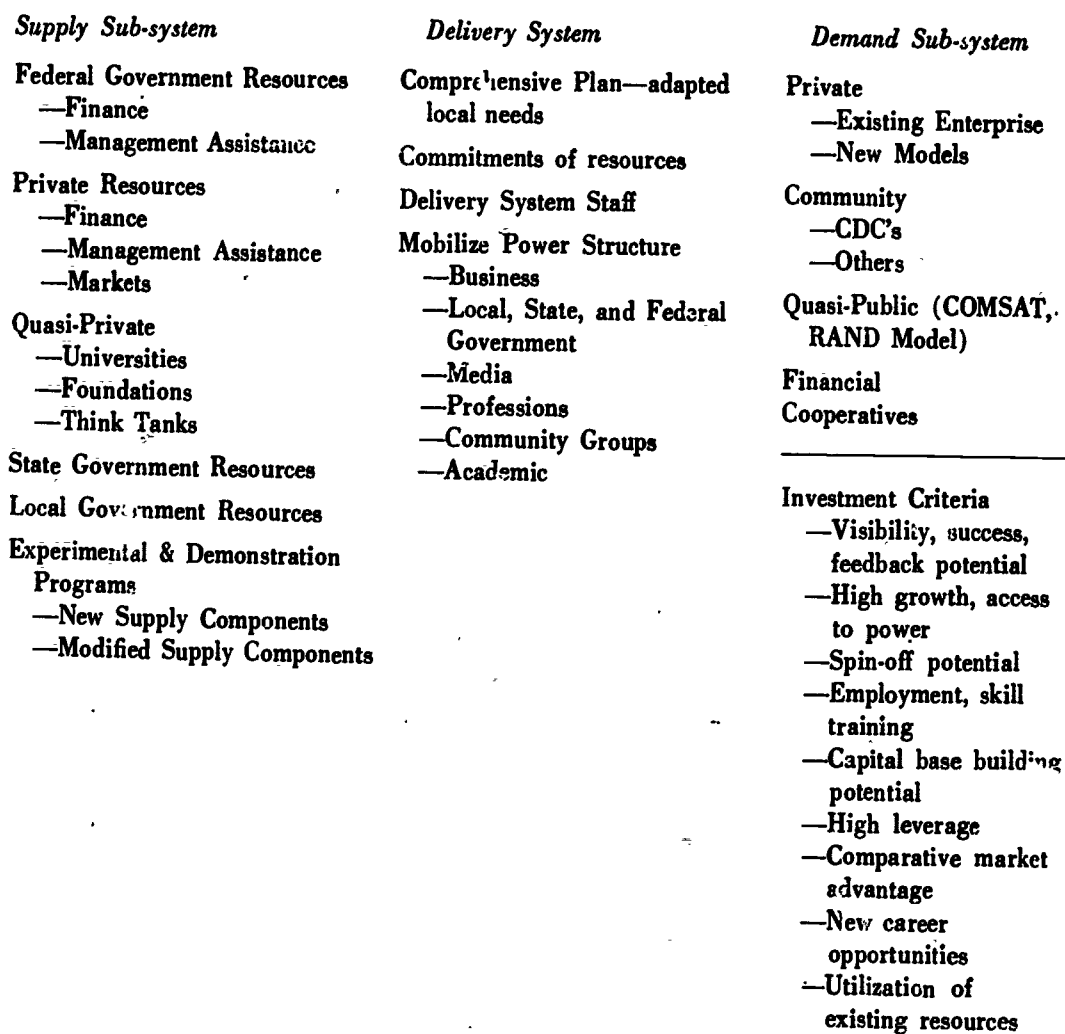 Supply Sub-system
Federal Government Resources
—Finance
—Management Assistance
Private Resources
—Finance
—Management Assistance
—Markets
Quasi-Private
—Universities
—Foundations
—Think Tanks
State Government Resources
Local Government Resources
Experimental & Demonstration
Programs
—New Supply Components
—Modified Supply Components
Delivery System
Comprehensive Plan—adapted
local needs
Commitments of resources
Delivery System Staff
Mobilize Power Structure
—Business
—Local, State, and Federal
Government
—Media
—Professions
—Community Groups
—Academic
Demand Sub-system
Private
—Existing Enterprise
—New Models
Community
—CDC's
—Others
Quasi-Public (COMSAT,
RAND Model)
Financial
Cooperatives
Investment Criteria
—Visibility, success,
feedback potential
—High growth, access
to power
—Spin-off potential
—Employment, skill
training
—Capital base building
potential
—High leverage
—Comparative market
advantage
—New career
opportunities
—Utilization of
existing resources